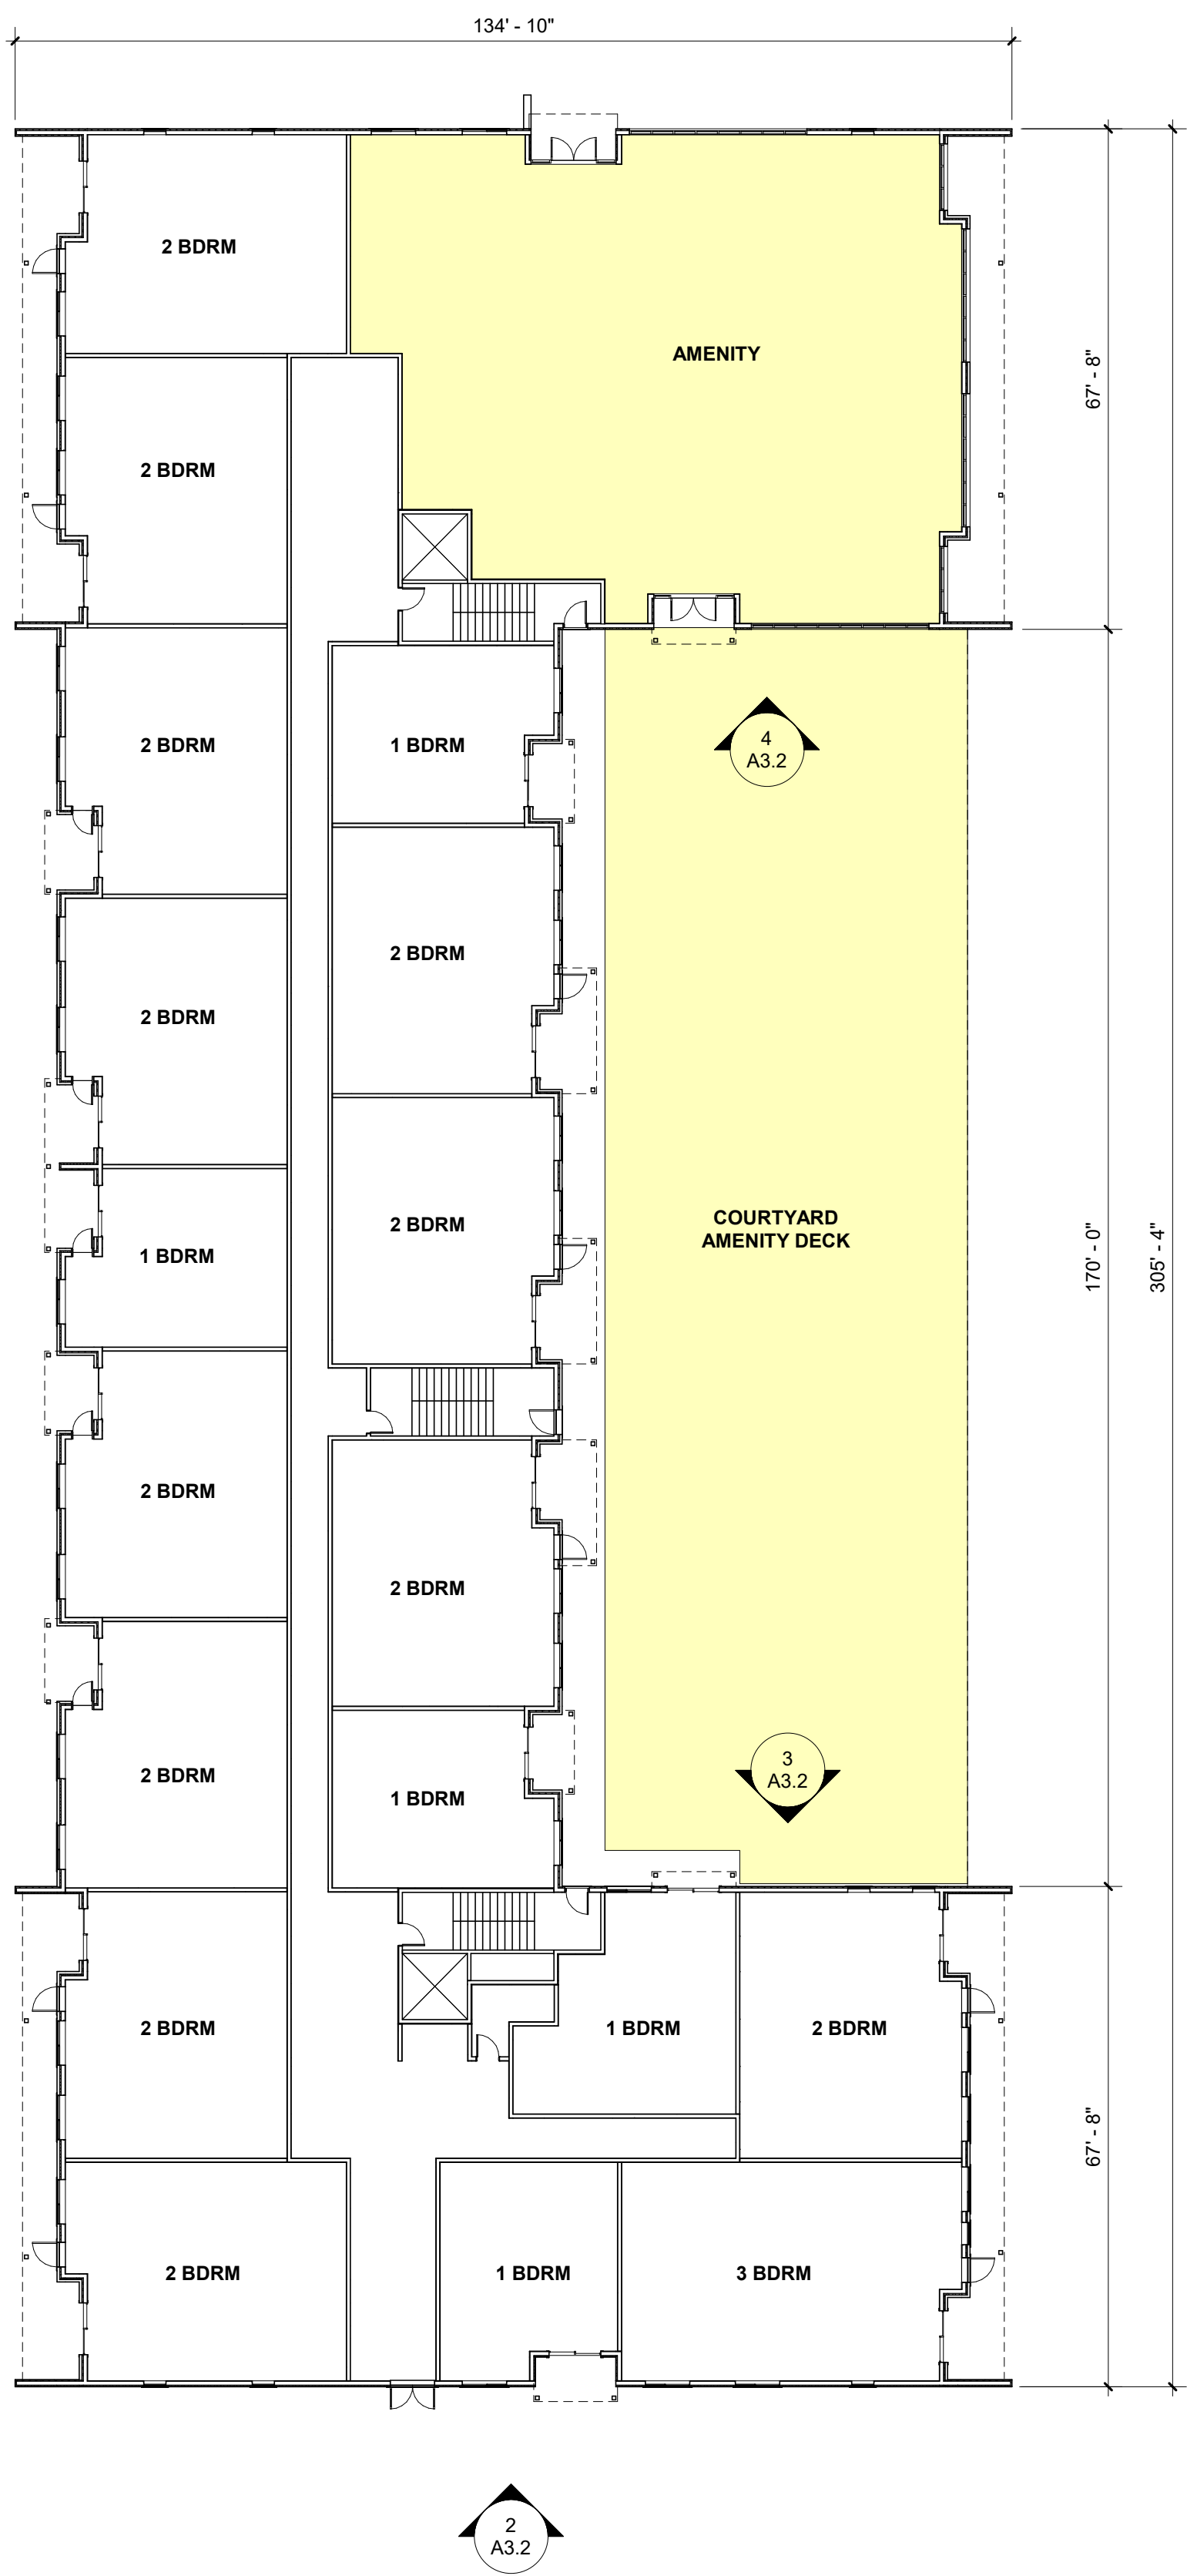 134' - 10"
2 BDRM
AMENITY
67' - 8"
2 BDRM
2 BDRM
1 BDRM
4
A3.2
2 BDRM
2 BDRM
COURTYARD
AMENITY DECK
2 BDRM
1 BDRM
170' - 0"
305' - 4"
2 BDRM
2 BDRM
2 BDRM
1 BDRM
3
A3.2
2 BDRM
1 BDRM
2 BDRM
67' - 8"
2 BDRM
1 BDRM
3 BDRM
2
A3.2